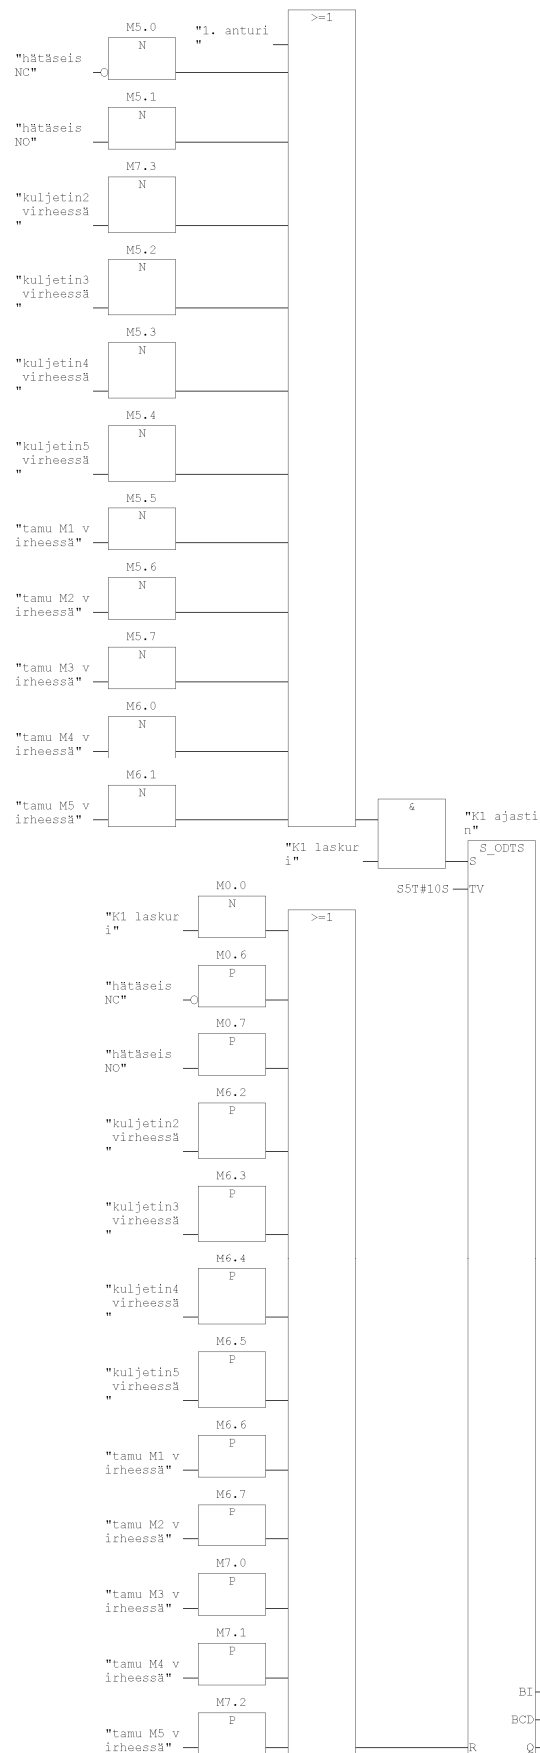 >=1
"1. anturi
"
M5.0
N
"hätäseis
NC"
M5.1
N
"hätäseis
NO"
M7.3
N
"kuljetin2
virheessä
"
M5.2
N
"kuljetin3
virheessä
"
M5.3
N
"kuljetin4
virheessä
"
M5.4
N
"kuljetin5
virheessä
"
M5.5
N
"tamu M1 v
irheessä"
M5.6
N
"tamu M2 v
irheessä"
M5.7
N
"tamu M3 v
irheessä"
M6.0
N
"tamu M4 v
irheessä"
M6.1
N
"tamu M5 v
irheessä"
&
"K1 laskur
i"
"K1 ajasti
n"
S_ODTS
S
S5T#10S
TV
M0.0
N
"K1 laskur
i"
>=1
M0.6
P
"hätäseis
NC"
M0.7
P
"hätäseis
NO"
M6.2
P
"kuljetin2
virheessä
"
M6.3
P
"kuljetin3
virheessä
"
M6.4
P
"kuljetin4
virheessä
"
M6.5
P
"kuljetin5
virheessä
"
M6.6
P
"tamu M1 v
irheessä"
M6.7
P
"tamu M2 v
irheessä"
M7.0
P
"tamu M3 v
irheessä"
M7.1
P
"tamu M4 v
irheessä"
M7.2
P
"tamu M5 v
irheessä"
BI
BCD
R
Q